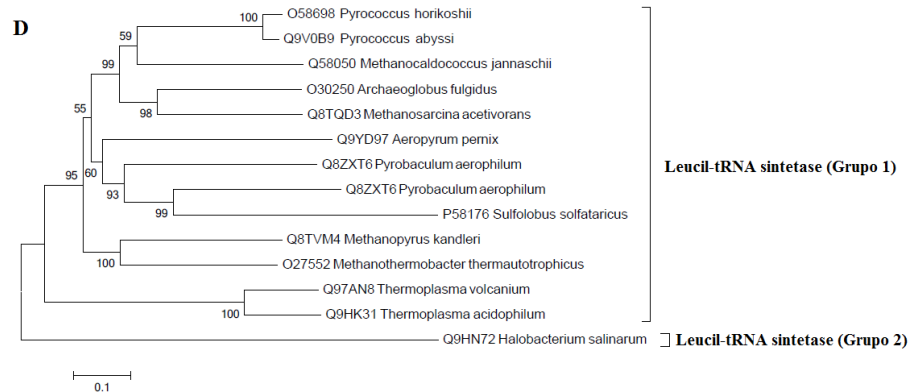 D
100
O58698 Pyrococcus horikoshii
Q9V0B9 Pyrococcus abyssi
59
Q58050 Methanocaldococcus jannaschii
99
O30250 Archaeoglobus fulgidus
98
Q8TQD3 Methanosarcina acetivorans
55
Q9YD97 Aeropyrum pernix
60
Q8ZXT6 Pyrobaculum aerophilum
93
Q8ZXT6 Pyrobaculum aerophilum
99
P58176 Sulfolobus solfataricus
95
Q8TVM4 Methanopyrus kandleri
100
O27552 Methanothermobacter thermautotrophicus
Q97AN8 Thermoplasma volcanium
100
Q9HK31 Thermoplasma acidophilum
Leucil-tRNA sintetase (Grupo 1)
Q9HN72 Halobacterium salinarum
Leucil-tRNA sintetase (Grupo 2)
0.1